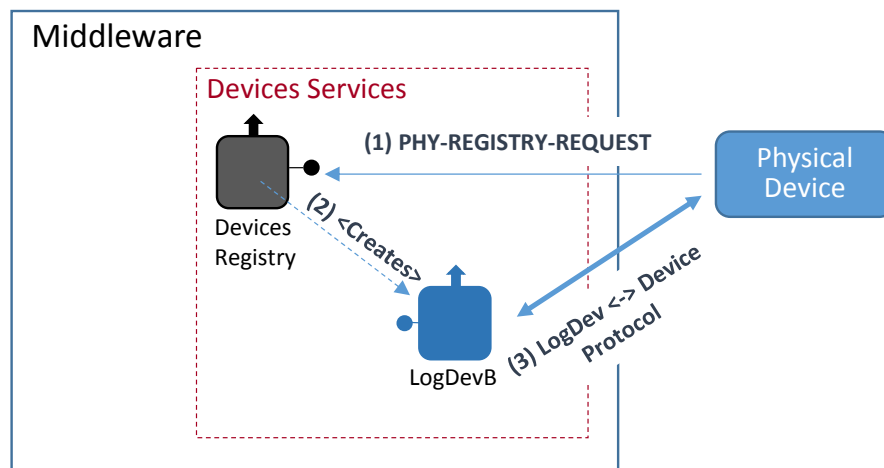 Middleware
Devices Services
(1) PHY-REGISTRY-REQUEST
Physical
Device
Devices
Registry
(2) <Creates>
LogDevB
(3) LogDev <-> Device
Protocol